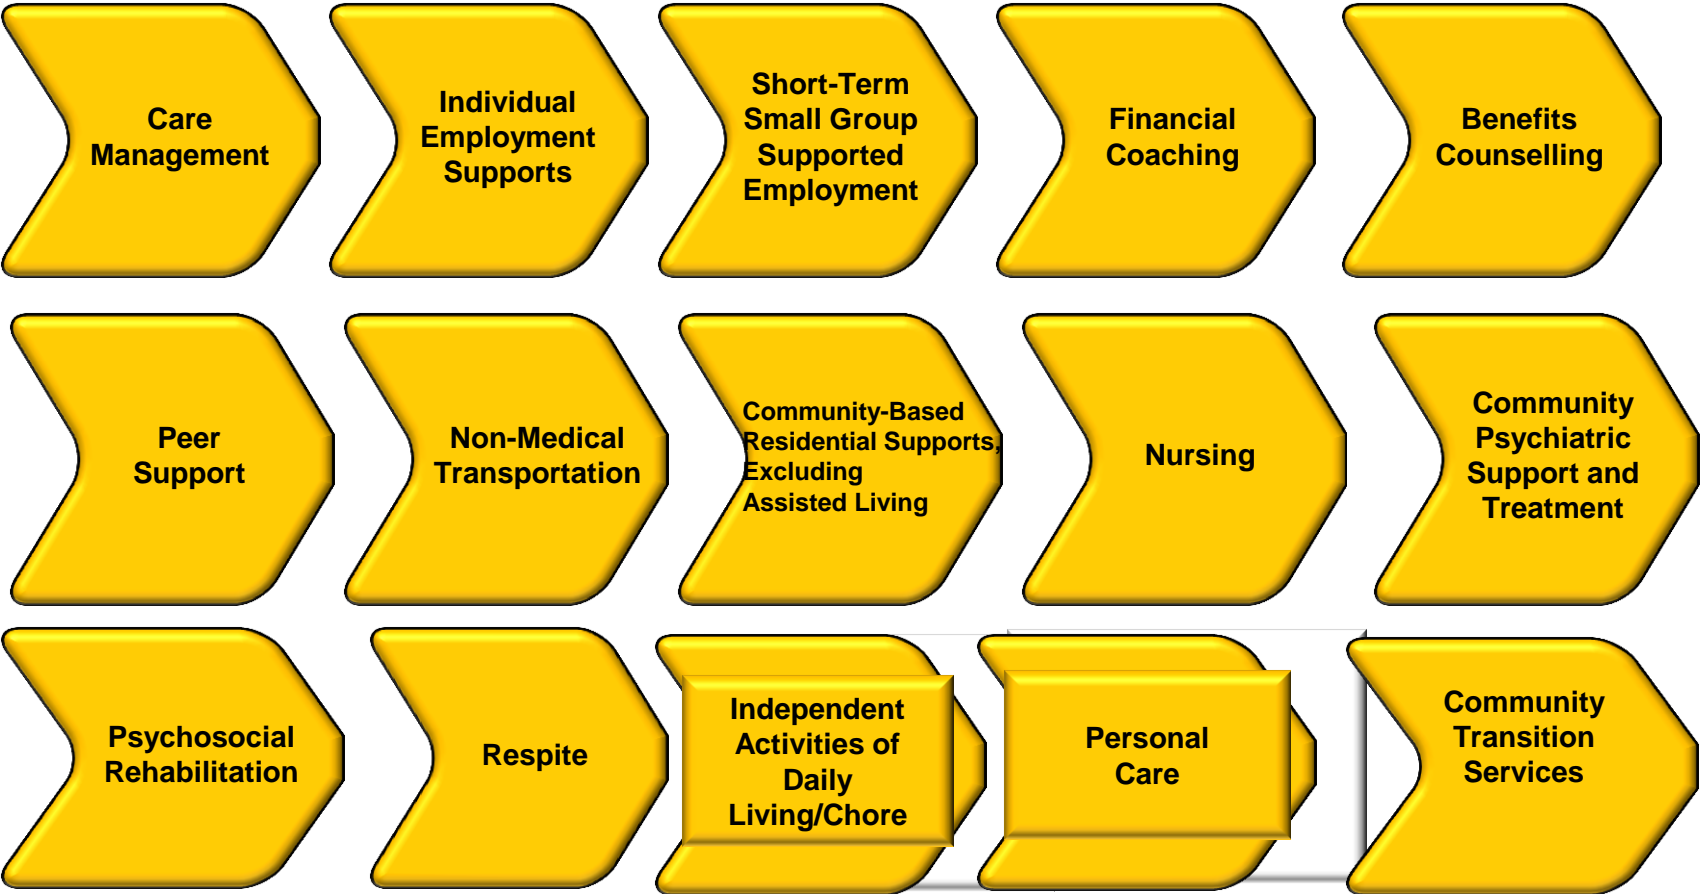 Care
Management
Individual
Employment
Supports
Short-Term
Small Group
Supported
Employment
Financial
Coaching
Benefits
Counselling
Peer
Support
Non-Medical
Transportation
Community-Based
Residential Supports,
Excluding
Assisted Living
Nursing
Community
Psychiatric
Support and
Treatment
Psychosocial
Rehabilitation
Respite
Independent
Activities of
Daily
Living/Chore
Personal
Care
Community
Transition
Services